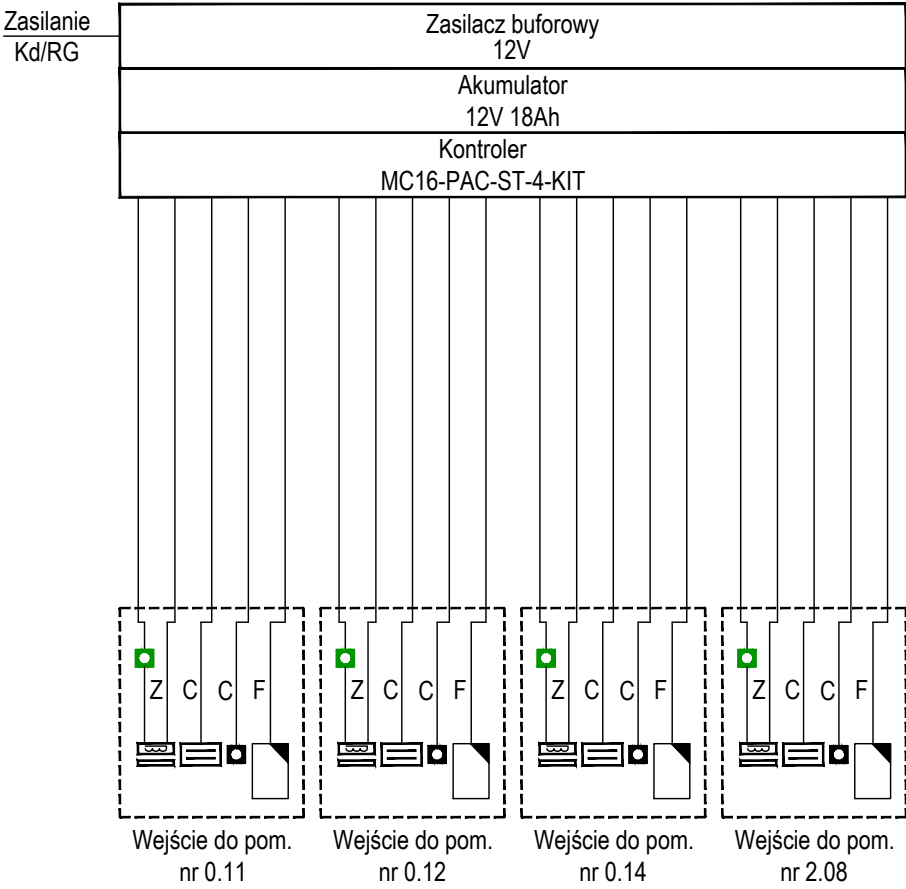 Zasilanie
Kd/RG
Zasilacz buforowy
12V
Akumulator
12V 18Ah
Kontroler
MC16-PAC-ST-4-KIT
Z C C F
Z C C F
Z C C F
Z C C F
Wejście do pom.
nr 0.11
Wejście do pom.
nr 0.12
Wejście do pom.
nr 0.14
Wejście do pom.
nr 2.08